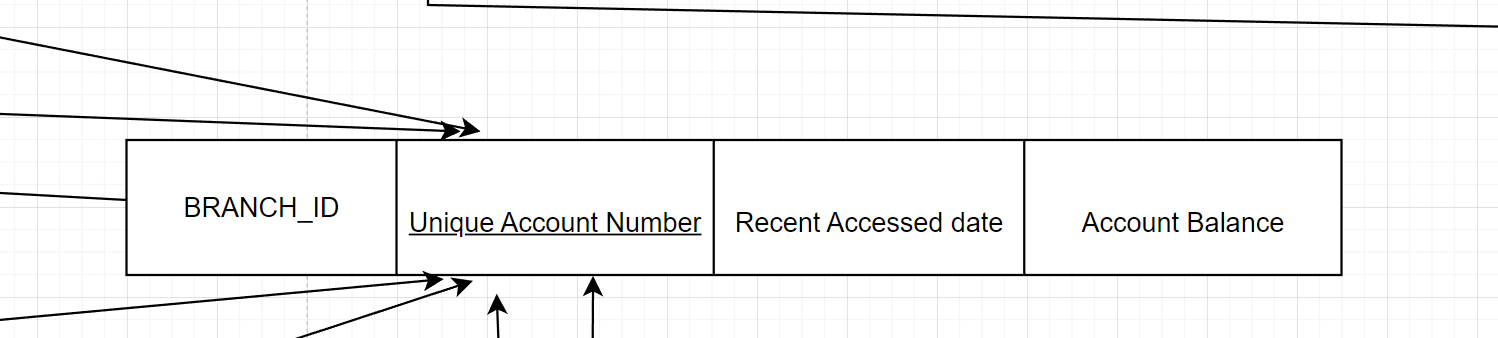 BRANCH_ID
Unique Account Number
Recent Accessed date
Account Balance